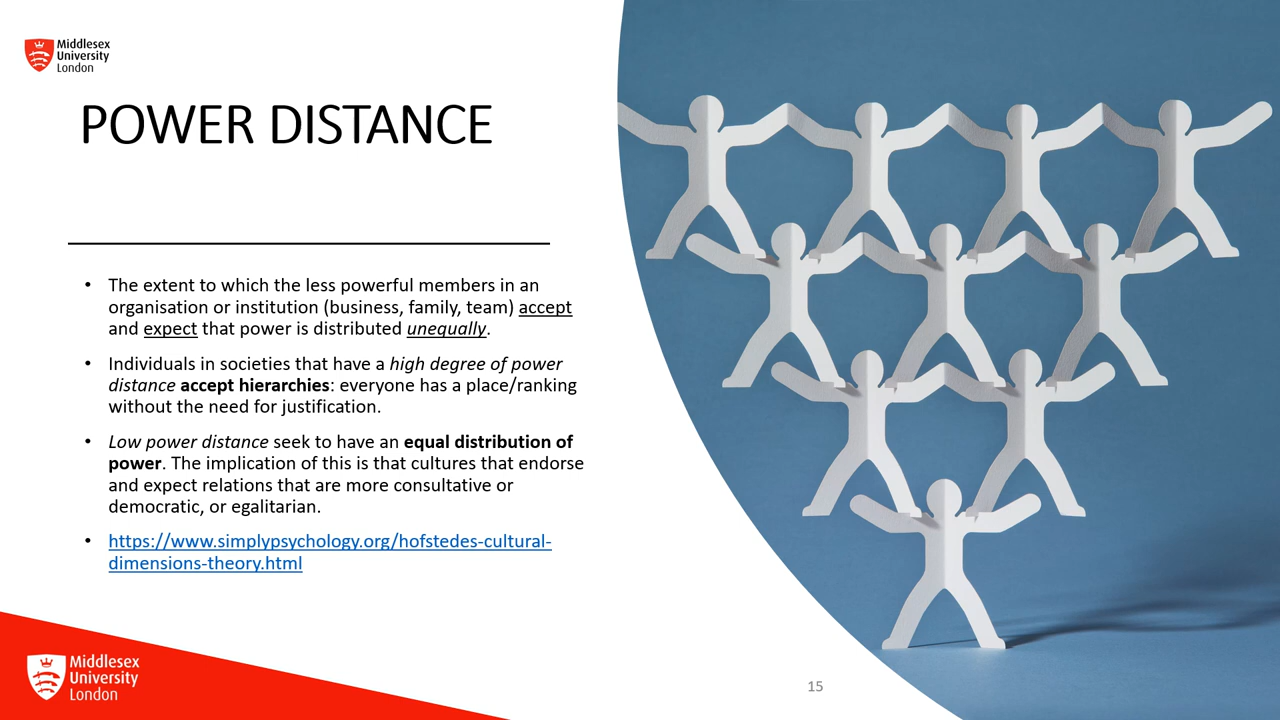 Middlesex
University
London
POWER DISTANCE
• The extent to which the less powerful members in an
organisation or institution (business, family, team) accept
and expect that power is distributed unequally.
• Individuals in societies that have a high degree of power
distance accept hierarchies: everyone has a place/ranking
without the need for justification.
• Low power distance seek to have an equal distribution of
power. The implication of this is that cultures that endorse
and expect relations that are more consultative or
democratic, or egalitarian.
• https://www.simplypsychology.org/hofstedes-cultural-
dimensions-theory.html
Middlesex
University
London
15